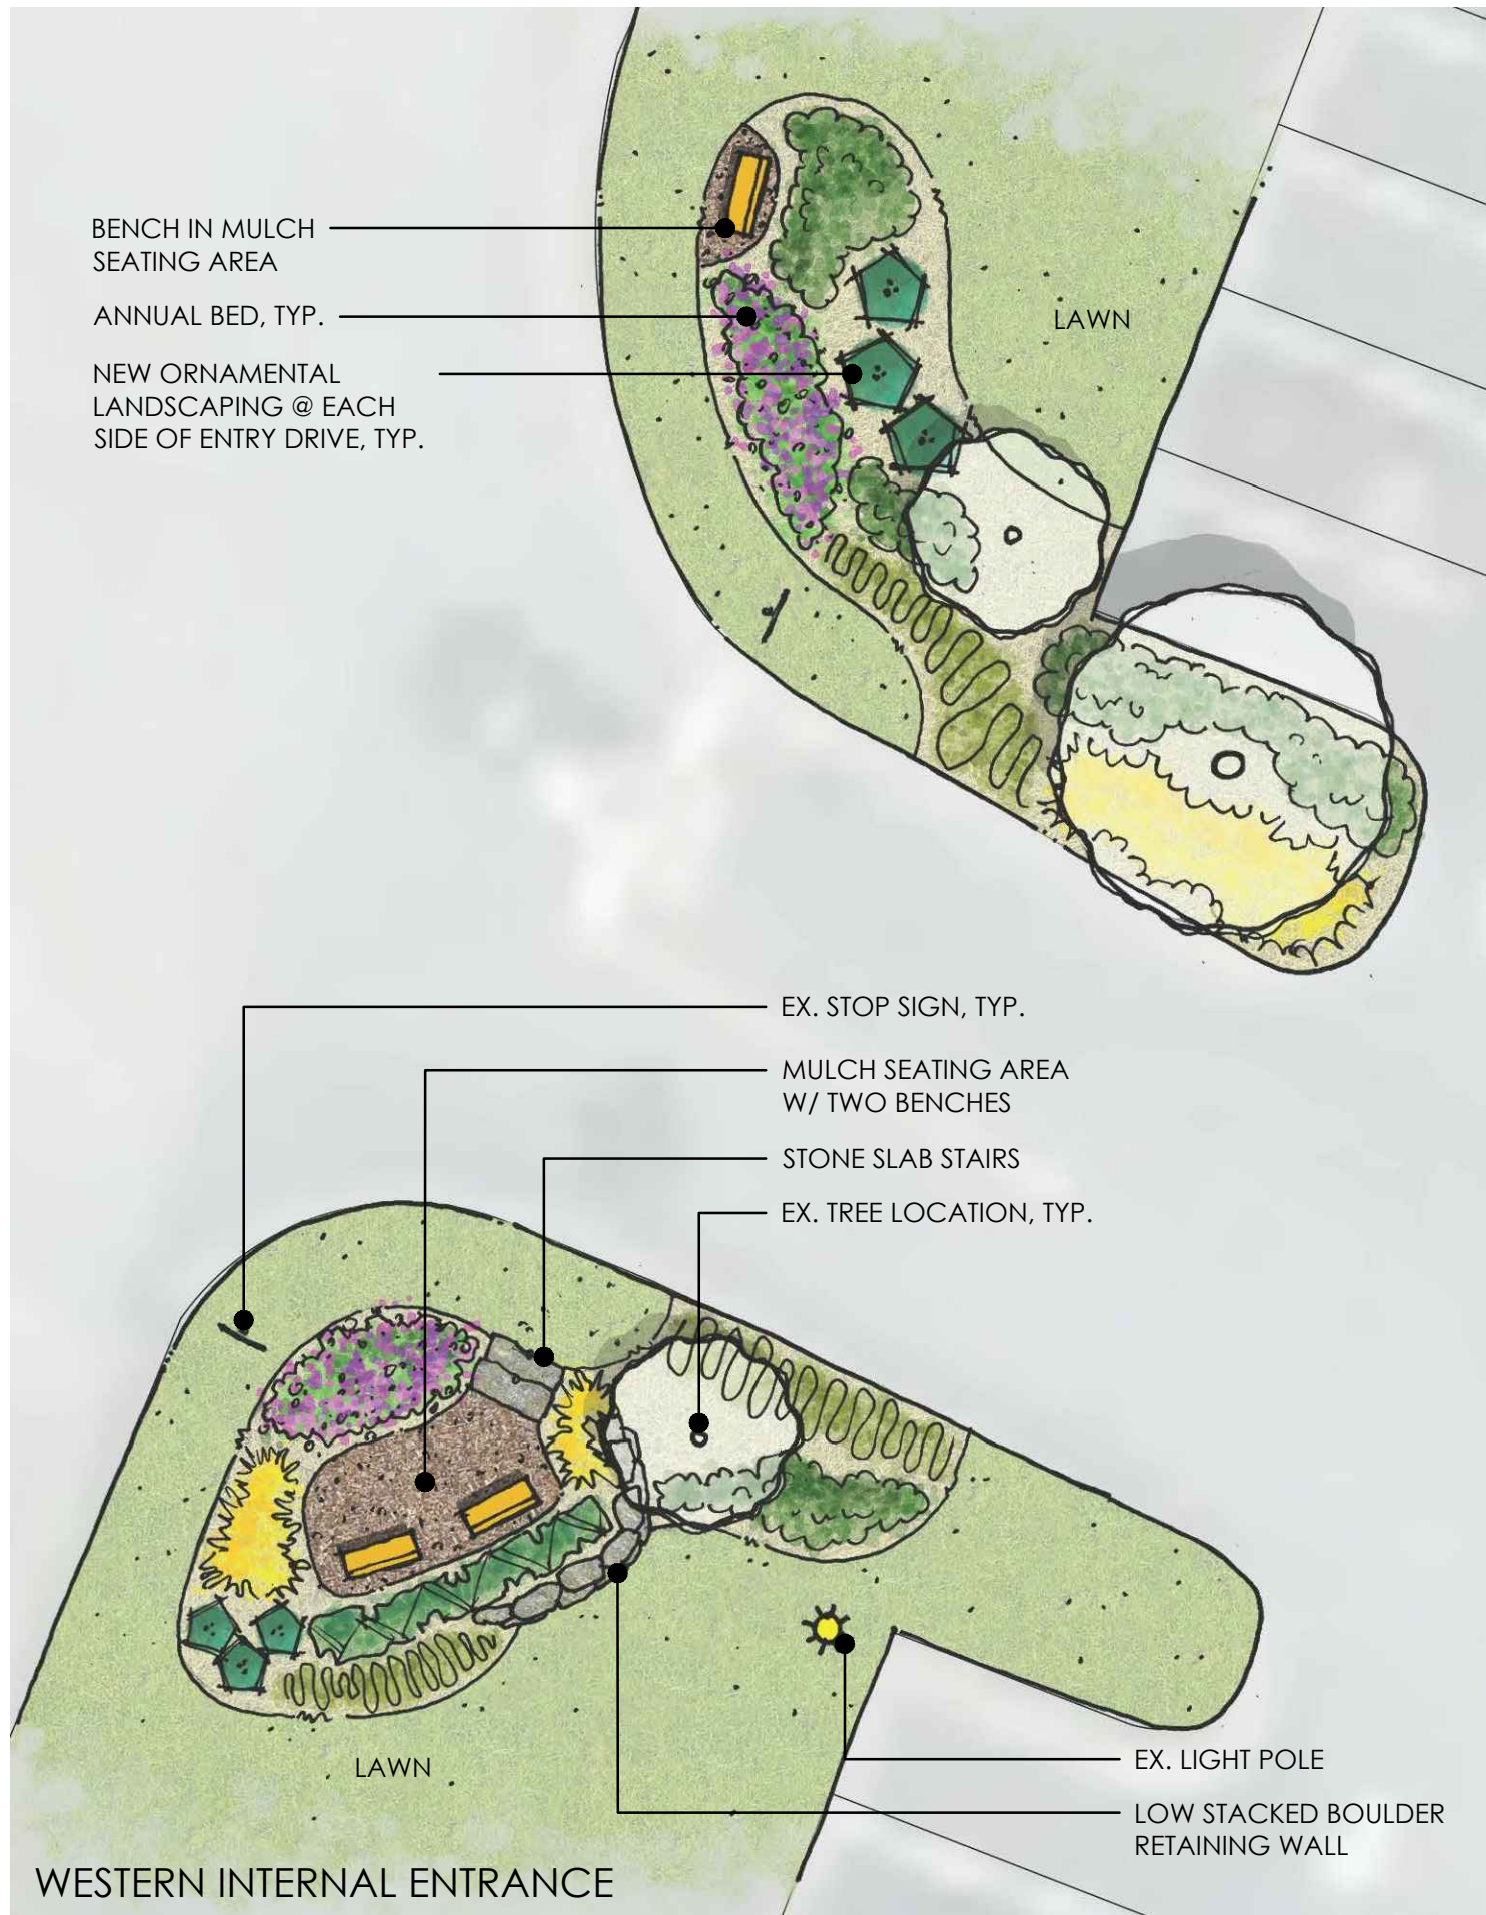 BENCH IN MULCH
SEATING AREA
ANNUAL BED, TYP.
NEW ORNAMENTAL
LANDSCAPING @ EACH
SIDE OF ENTRY DRIVE, TYP.
LAWN
EX. STOP SIGN, TYP.
MULCH SEATING AREA
W/ TWO BENCHES
STONE SLAB STAIRS
EX. TREE LOCATION, TYP.
EX. LIGHT POLE
LAWN
LOW STACKED BOULDER
RETAINING WALL
WESTERN INTERNAL ENTRANCE